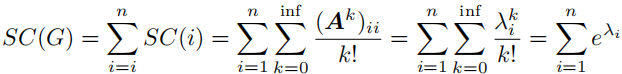 $SC(G) = \sum_{i=i}^{n} SC(i) = \sum_{i=1}^{n} \sum_{k=0}^{\inf} \frac{(\boldsymbol{A}^k)_{ii}}{k!} = \sum_{i=1}^{n} \sum_{k=0}^{\inf} \frac{\lambda_i^k}{k!} = \sum_{i=1}^{n} e^{\lambda_i}$